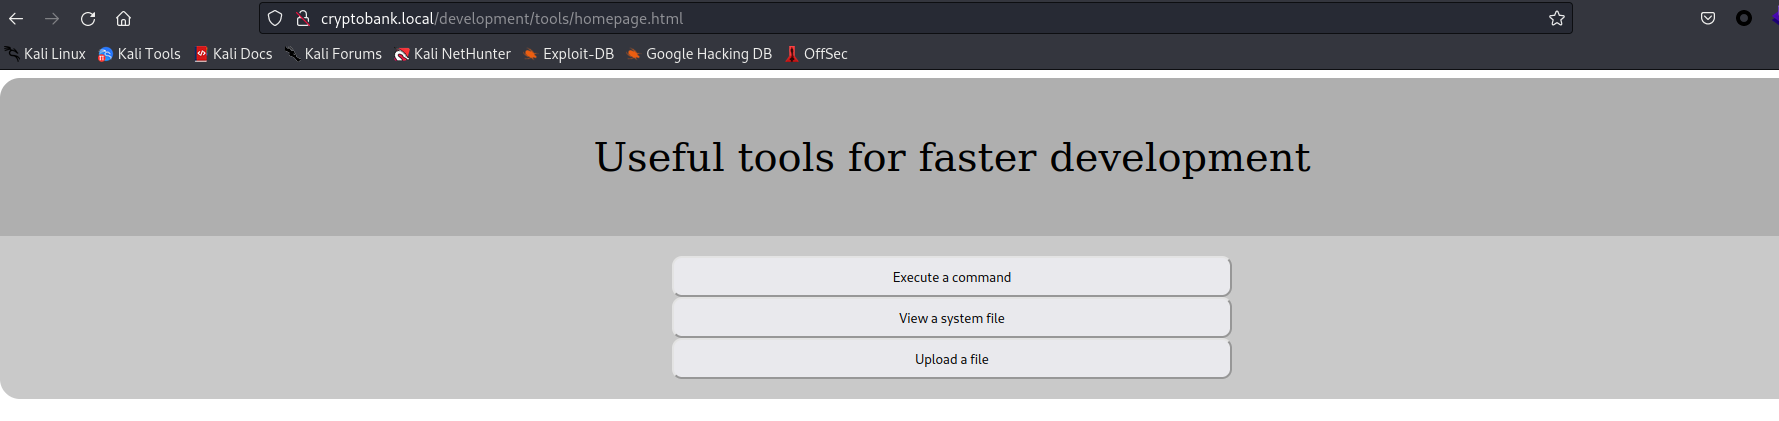 cryptobank.local/development/tools/homepage.html
Kali Linux Kali Tools Kali Docs Kali Forums Kali NetHunter Exploit-DB Google Hacking DB OffSec
Useful tools for faster development
Execute a command
View a system file
Upload a file